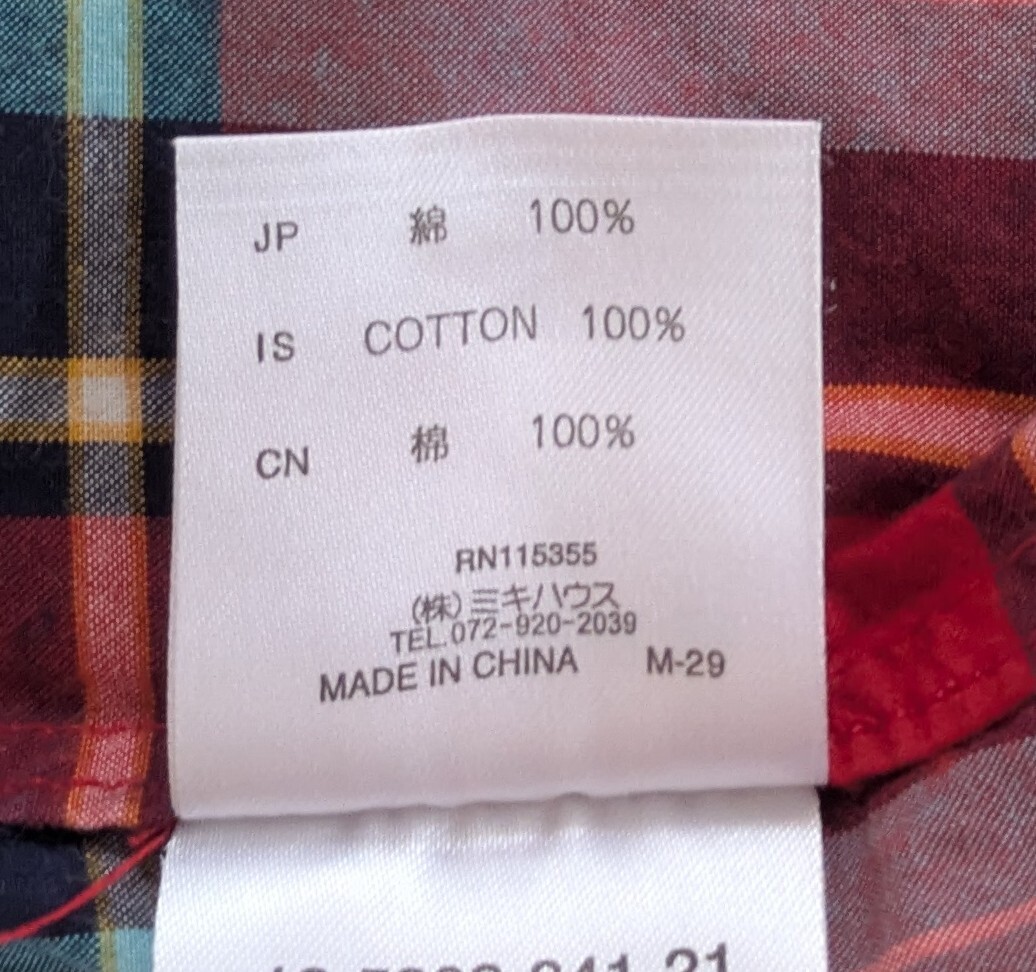 JP 綿 100%
IS COTTON 100%
CN 棉 100%
RN115355
(株)ミキハウス
TEL.072-920-2039
MADE IN CHINA M-29